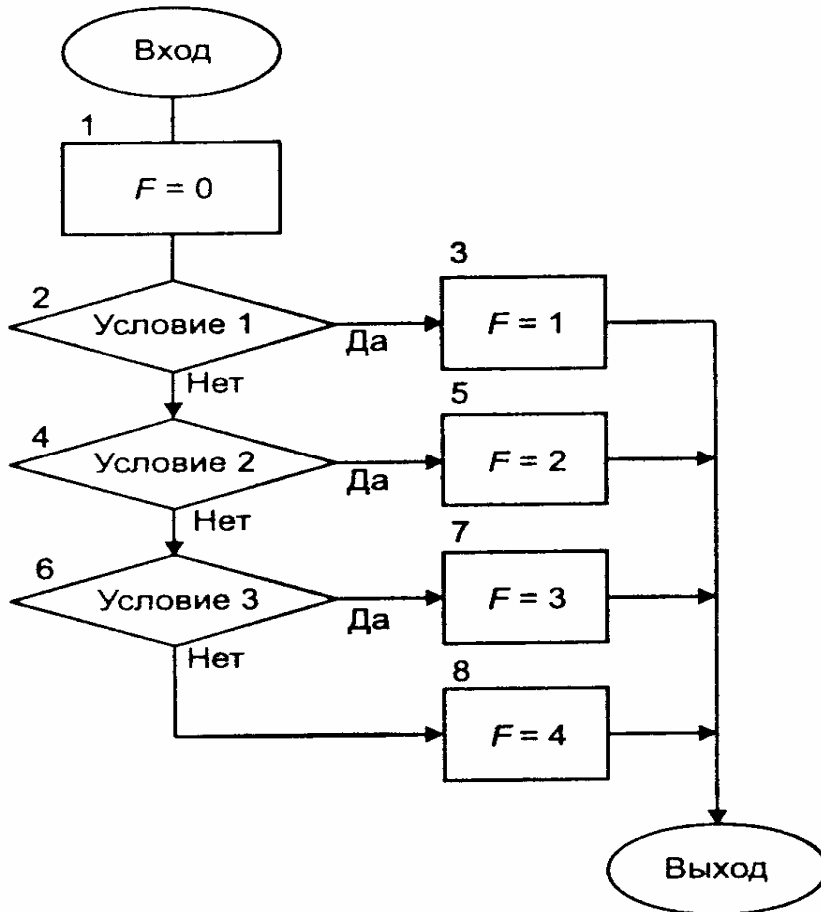 Вход
1
F = 0
2
Условие 1
Да
3
F = 1
Нет
4
Условие 2
Да
5
F = 2
Нет
6
Условие 3
Да
7
F = 3
Нет
8
F = 4
Выход